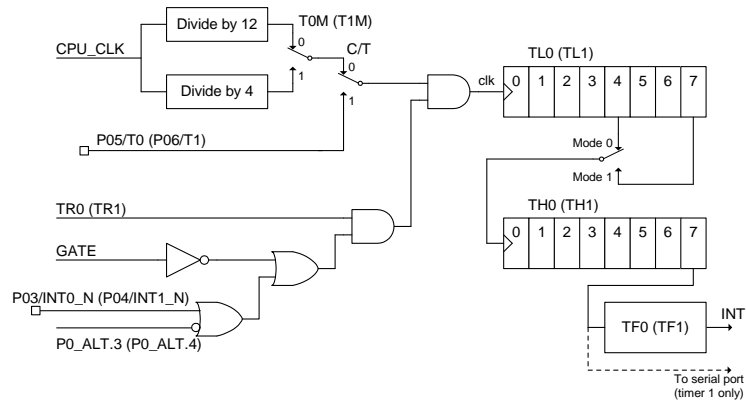 Divide by 12
T0M (T1M)
CPU_CLK
0
1
C/T
0
1
Divide by 4
P05/T0 (P06/T1)
clk
TL0 (TL1)
0 1 2 3 4 5 6 7
Mode 0
Mode 1
TR0 (TR1)
GATE
P03/INT0_N (P04/INT1_N)
P0_ALT.3 (P0_ALT.4)
TH0 (TH1)
0 1 2 3 4 5 6 7
TF0 (TF1)
INT
To serial port
(timer 1 only)